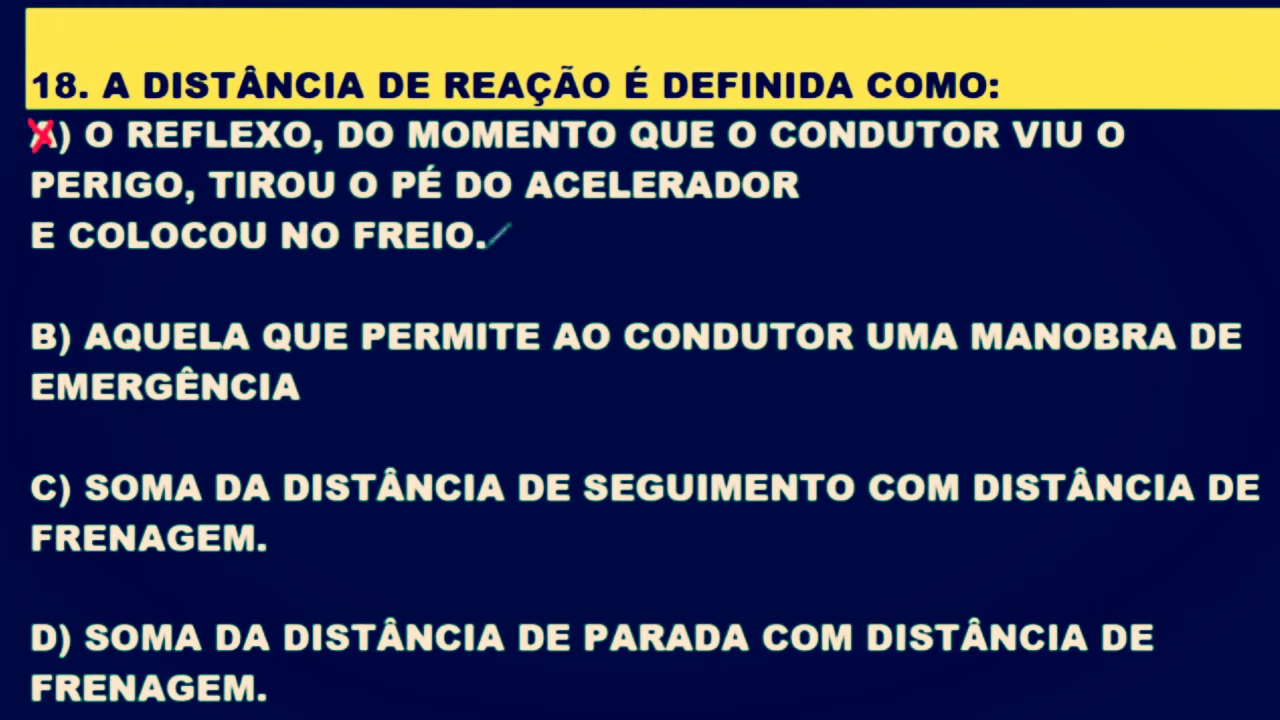 18. A DISTÂNCIA DE REAÇÃO É DEFINIDA COMO:
A) O REFLEXO, DO MOMENTO QUE O CONDUTOR VIU O
PERIGO, TIROU O PÉ DO ACELERADOR
E COLOCOU NO FREIO.
B) AQUELA QUE PERMITE AO CONDUTOR UMA MANOBRA DE
EMERGÊNCIA
C) SOMA DA DISTÂNCIA DE SEGUIMENTO COM DISTÂNCIA DE
FRENAGEM.
D) SOMA DA DISTÂNCIA DE PARADA COM DISTÂNCIA DE
FRENAGEM.